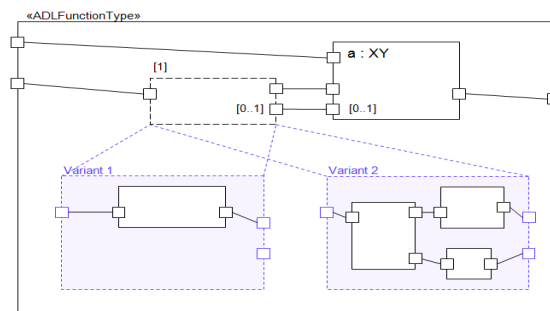 «ADLFunctionType»
a : XY
[1]
[0..1]
[0..1]
Variant 1
Variant 2